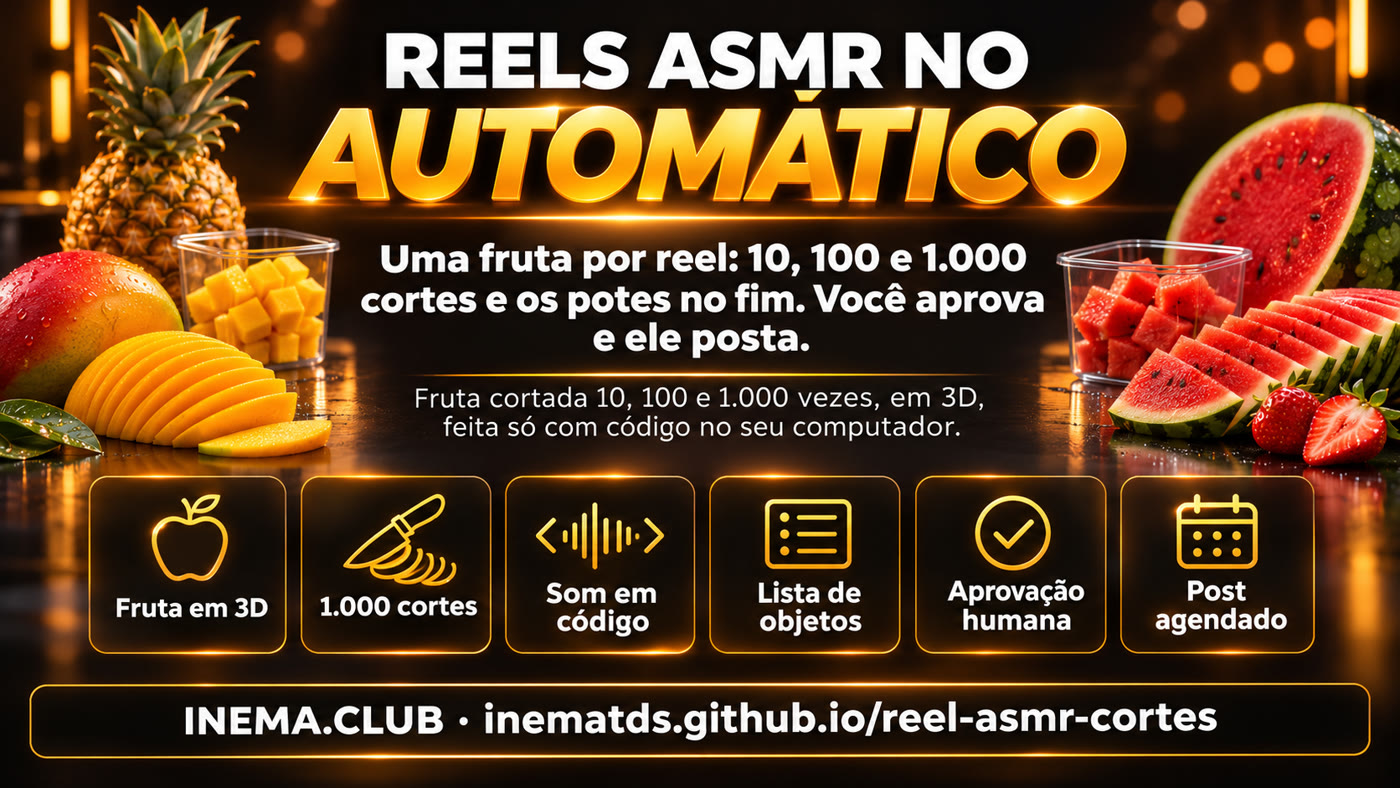 REELS ASMR NO
AUTOMÁTICO
Uma fruta por reel: 10, 100 e 1.000
cortes e os potes no fim. Você aprova
e ele posta.
Fruta cortada 10, 100 e 1.000 vezes, em 3D,
feita só com código no seu computador.
Fruta em 3D
1.000 cortes
Som em
código
Lista de
objetos
Aprovação
humana
Post
agendado
INEMA.CLUB · inematds.github.io/reel-asmr-cortes